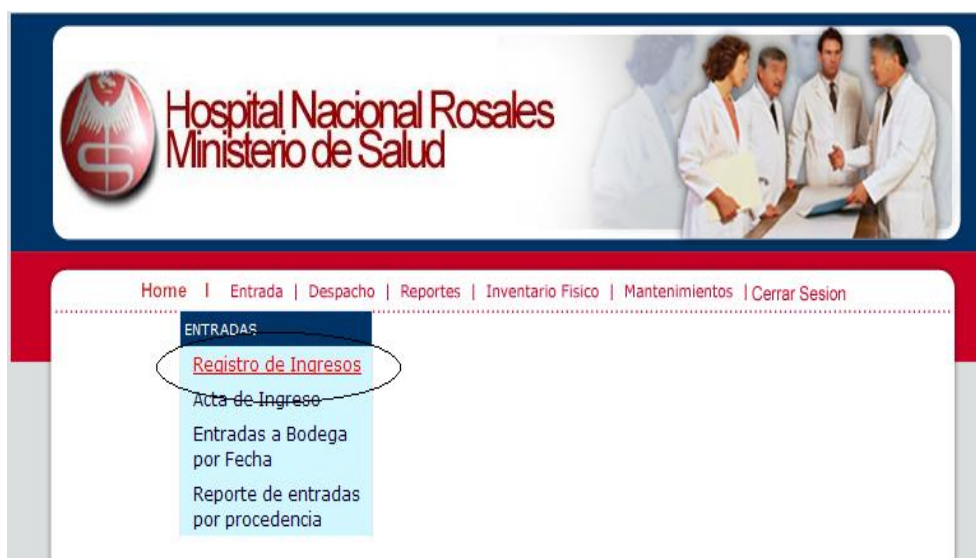 Hospital Nacional Rosales
Ministerio de Salud
Home | Entrada | Despacho | Reportes | Inventario Fisico | Mantenimientos | Cerrar Sesion
ENTRADAS
Registro de Ingresos
Acta de Ingreso
Entradas a Bodega
por Fecha
Reporte de entradas
por procedencia